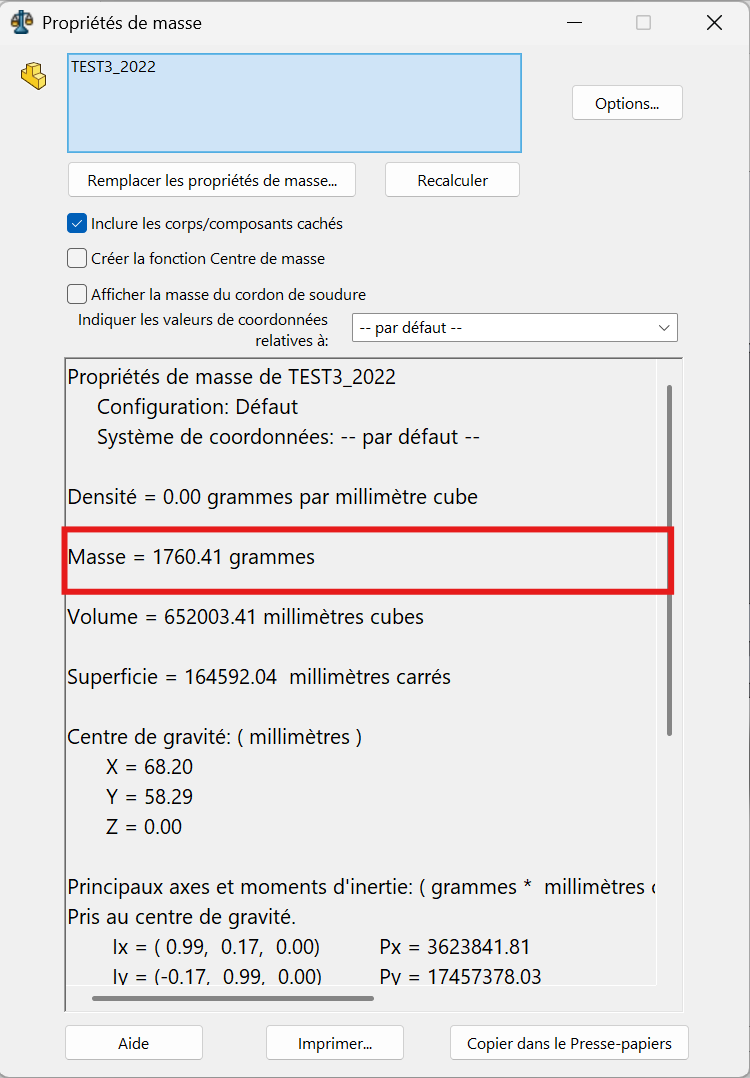 Propriétés de masse
TEST3_2022
Options...
Remplacer les propriétés de masse...
Recalculer
Inclure les corps/composants cachés
Créer la fonction Centre de masse
Afficher la masse du cordon de soudure
Indiquer les valeurs de coordonnées
relatives à:
-- par défaut --
Propriétés de masse de TEST3_2022
Configuration: Défaut
Système de coordonnées: -- par défaut --
Densité = 0.00 grammes par millimètre cube
Masse = 1760.41 grammes
Volume = 652003.41 millimètres cubes
Superficie = 164592.04 millimètres carrés
Centre de gravité: ( millimètres )
X = 68.20
Y = 58.29
Z = 0.00
Principaux axes et moments d'inertie: ( grammes * millimètres
Pris au centre de gravité.
Ix = ( 0.99, 0.17, 0.00) Px = 3623841.81
Iy = (-0.17, 0.99, 0.00) Py = 17457378.03
Aide
Imprimer...
Copier dans le Presse-papiers